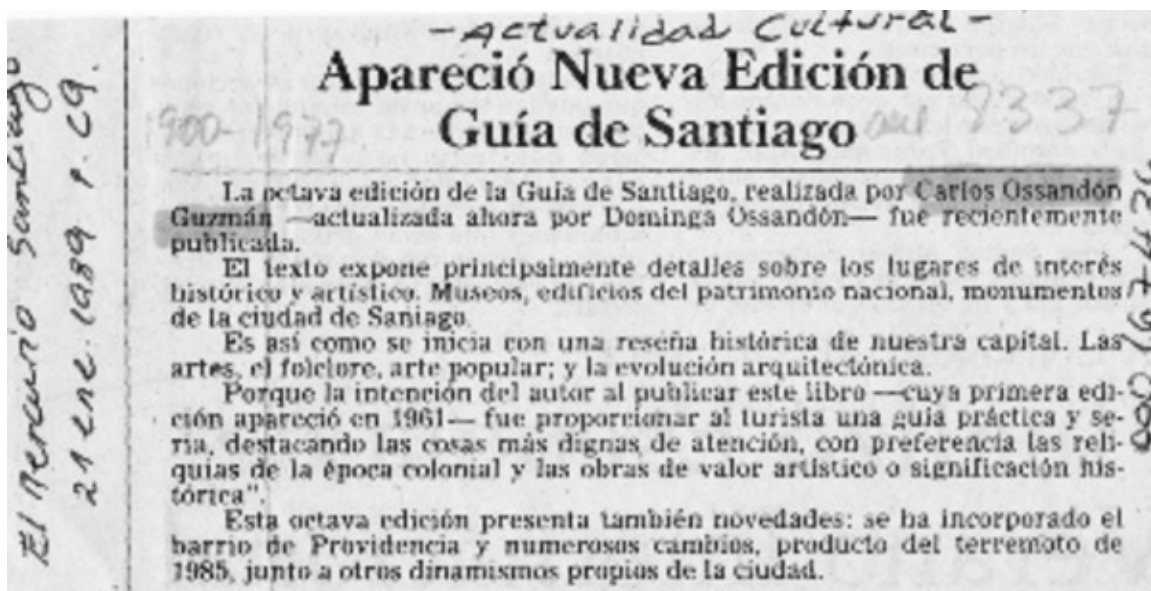 -Actualidad Cultural-
Apareció Nueva Edición de
Guía de Santiago
1900-1977
9337
La octava edición de la Guía de Santiago, realizada por Carlos Ossandón
Guzmán —actualizada ahora por Dominga Ossandón— fue recientemente
publicada.
El texto expone principalmente detalles sobre los lugares de interés
histórico y artístico. Museos, edificios del patrimonio nacional, monumentos
de la ciudad de Saniago.
Es así como se inicia con una reseña histórica de nuestra capital. Las
artes, el folclore, arte popular; y la evolución arquitectónica.
Porque la intención del autor al publicar este libro —cuya primera edi-
ción apareció en 1961— fue proporcionar al turista una guía práctica y se-
ria, destacando las cosas más dignas de atención, con preferencia las reli-
quias de la época colonial y las obras de valor artístico o significación his-
tórica".
Esta octava edición presenta también novedades: se ha incorporado el
barrio de Providencia y numerosos cambios, producto del terremoto de
1985, junto a otros dinamismos propios de la ciudad.
El Mercurio Santiago
21 ene. 1989 p. C9.